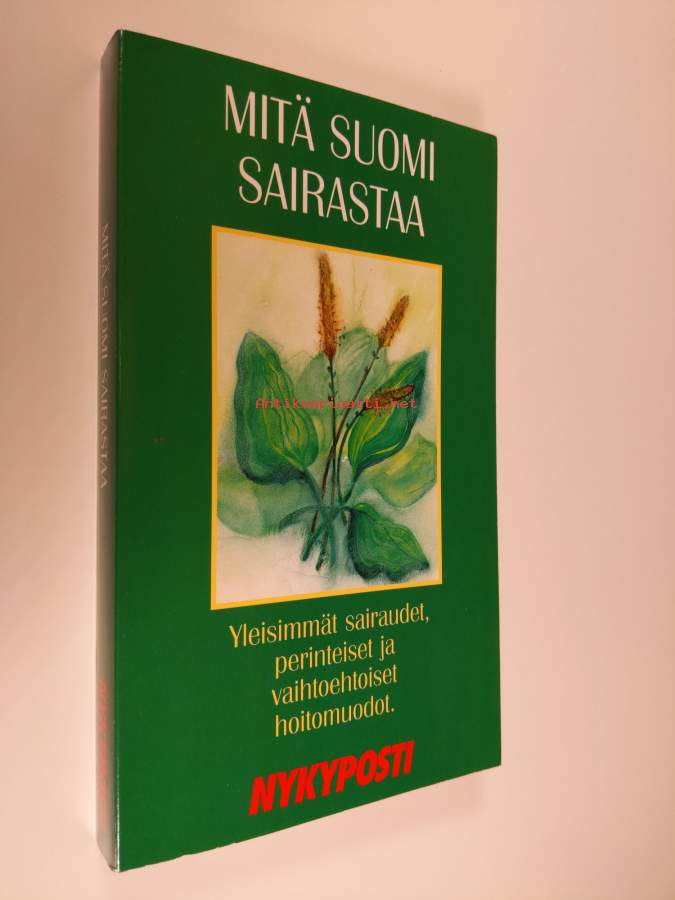 MITÄ SUOMI
SAIRASTAA
Antikvariaatti.net
Yleisimmät sairaudet,
perinteiset ja
vaihtoehtoiset
hoitomuodot.
NYKYPOSTI
MITÄ SUOMI SAIRASTAA